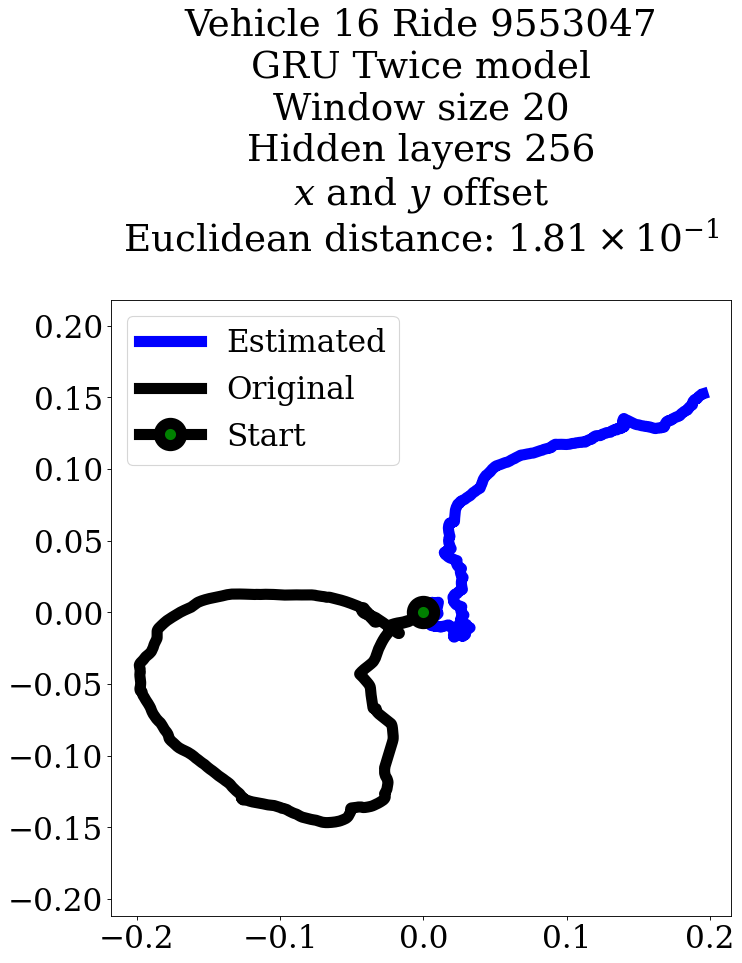 Vehicle 16 Ride 9553047
GRU Twice model
Window size 20
Hidden layers 256
x and y offset
Euclidean distance: 1.81 × 10⁻¹
Estimated
Original
Start
0.20
0.15
0.10
0.05
0.00
−0.05
−0.10
−0.15
−0.20
−0.2 −0.1 0.0 0.1 0.2